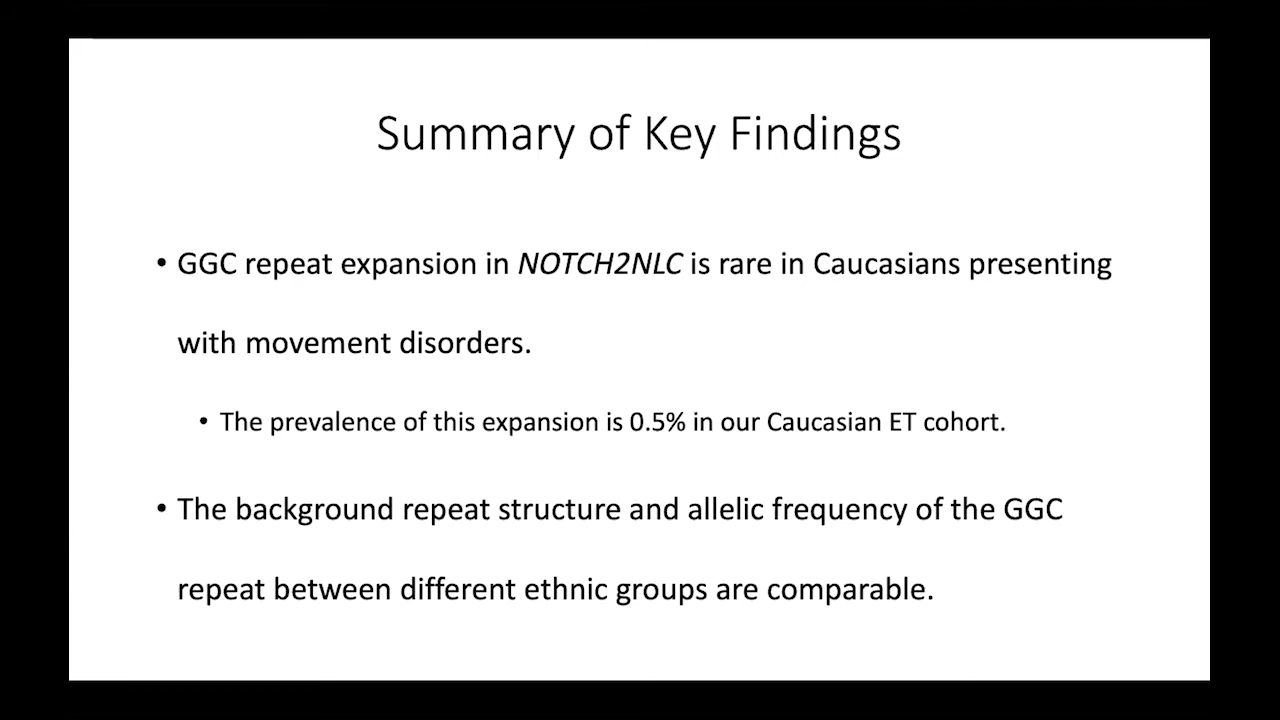 Summary of Key Findings
• GGC repeat expansion in NOTCH2NLC is rare in Caucasians presenting
with movement disorders.
• The prevalence of this expansion is 0.5% in our Caucasian ET cohort.
• The background repeat structure and allelic frequency of the GGC
repeat between different ethnic groups are comparable.